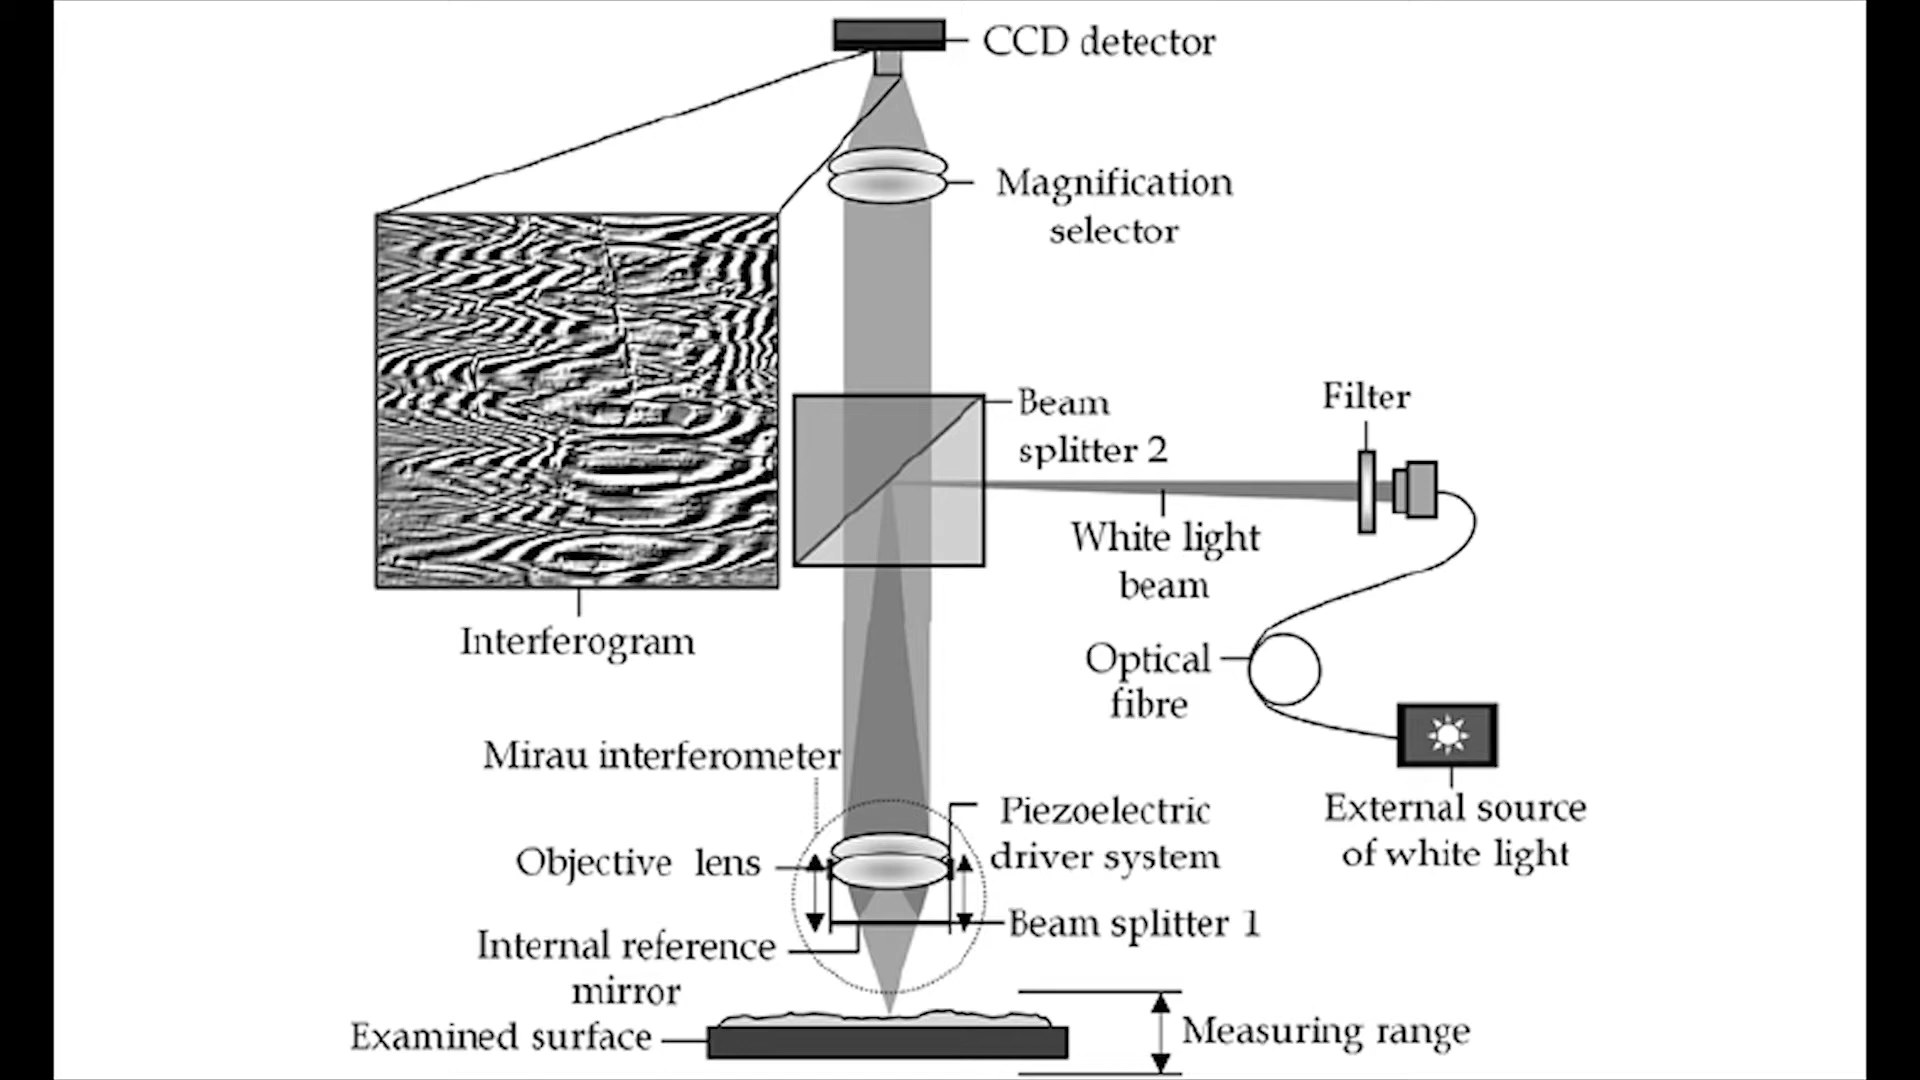 CCD detector
Magnification
selector
Beam
splitter 2
Filter
White light
beam
Interferogram
Optical
fibre
Mirau interferometer
Piezoelectric
driver system
External source
of white light
Objective lens
Beam splitter 1
Internal reference
mirror
Examined surface
Measuring range